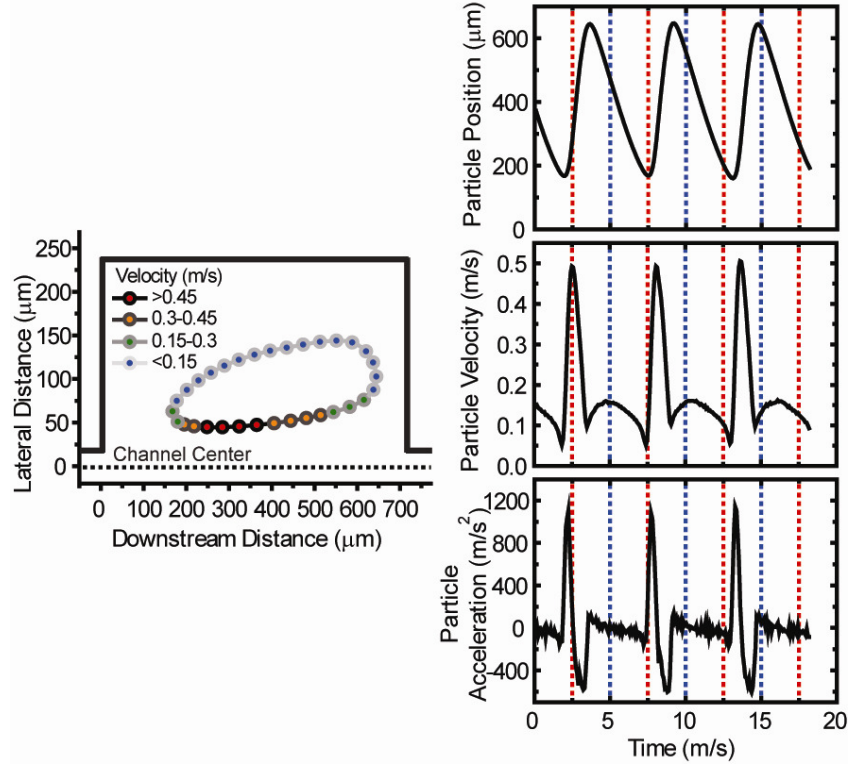 250
200
150
100
50
0
Lateral Distance (μm)
Velocity (m/s)
>0.45
0.3-0.45
0.15-0.3
<0.15
Channel Center
0 100 200 300 400 500 600 700
Downstream Distance (μm)
600
400
200
0
Particle Position (μm)
0.5
0.4
0.3
0.2
0.1
0.0
Particle Velocity (m/s)
1200
800
400
0
-400
Particle
Acceleration (m/s²)
0 5 10 15 20
Time (m/s)